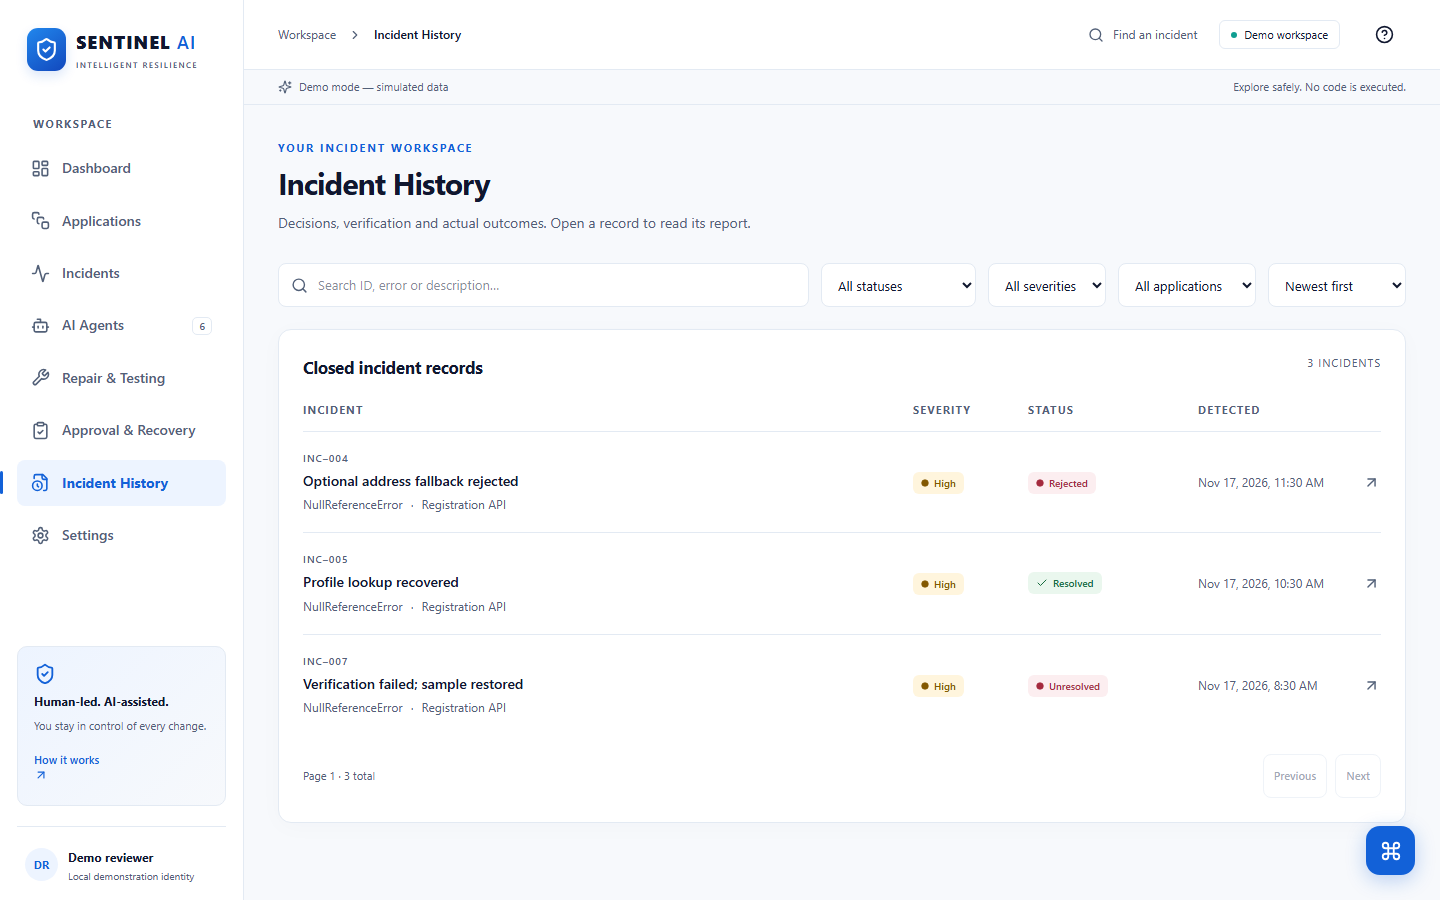 SENTINEL AI
INTELLIGENT RESILIENCE
WORKSPACE
Dashboard
Applications
Incidents
AI Agents 6
Repair & Testing
Approval & Recovery
Incident History
Settings
Human-led. AI-assisted.
You stay in control of every change.
How it works
DR
Demo reviewer
Local demonstration identity
Workspace Incident History
Find an incident
Demo workspace
Demo mode — simulated data
Explore safely. No code is executed.
YOUR INCIDENT WORKSPACE
Incident History
Decisions, verification and actual outcomes. Open a record to read its report.
Search ID, error or description...
All statuses
All severities
All applications
Newest first
Closed incident records
3 INCIDENTS
INCIDENT SEVERITY STATUS DETECTED
INC-004
Optional address fallback rejected
NullReferenceError · Registration API
High
Rejected
Nov 17, 2026, 11:30 AM
INC-005
Profile lookup recovered
NullReferenceError · Registration API
High
Resolved
Nov 17, 2026, 10:30 AM
INC-007
Verification failed; sample restored
NullReferenceError · Registration API
High
Unresolved
Nov 17, 2026, 8:30 AM
Page 1 · 3 total
Previous
Next